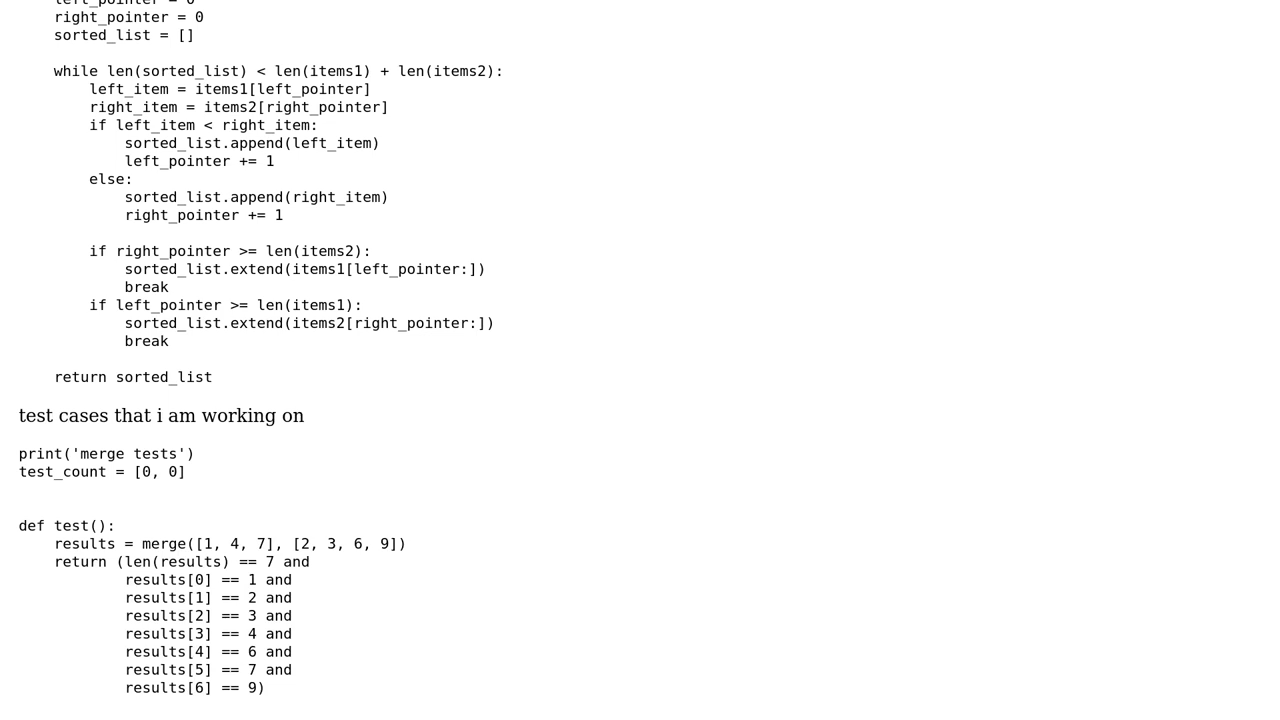 left_pointer = 0
right_pointer = 0
sorted_list = []
while len(sorted_list) < len(items1) + len(items2):
left_item = items1[left_pointer]
right_item = items2[right_pointer]
if left_item < right_item:
sorted_list.append(left_item)
left_pointer += 1
else:
sorted_list.append(right_item)
right_pointer += 1
if right_pointer >= len(items2):
sorted_list.extend(items1[left_pointer:])
break
if left_pointer >= len(items1):
sorted_list.extend(items2[right_pointer:])
break
return sorted_list
test cases that i am working on
print('merge tests')
test_count = [0, 0]
def test():
results = merge([1, 4, 7], [2, 3, 6, 9])
return (len(results) == 7 and
results[0] == 1 and
results[1] == 2 and
results[2] == 3 and
results[3] == 4 and
results[4] == 6 and
results[5] == 7 and
results[6] == 9)